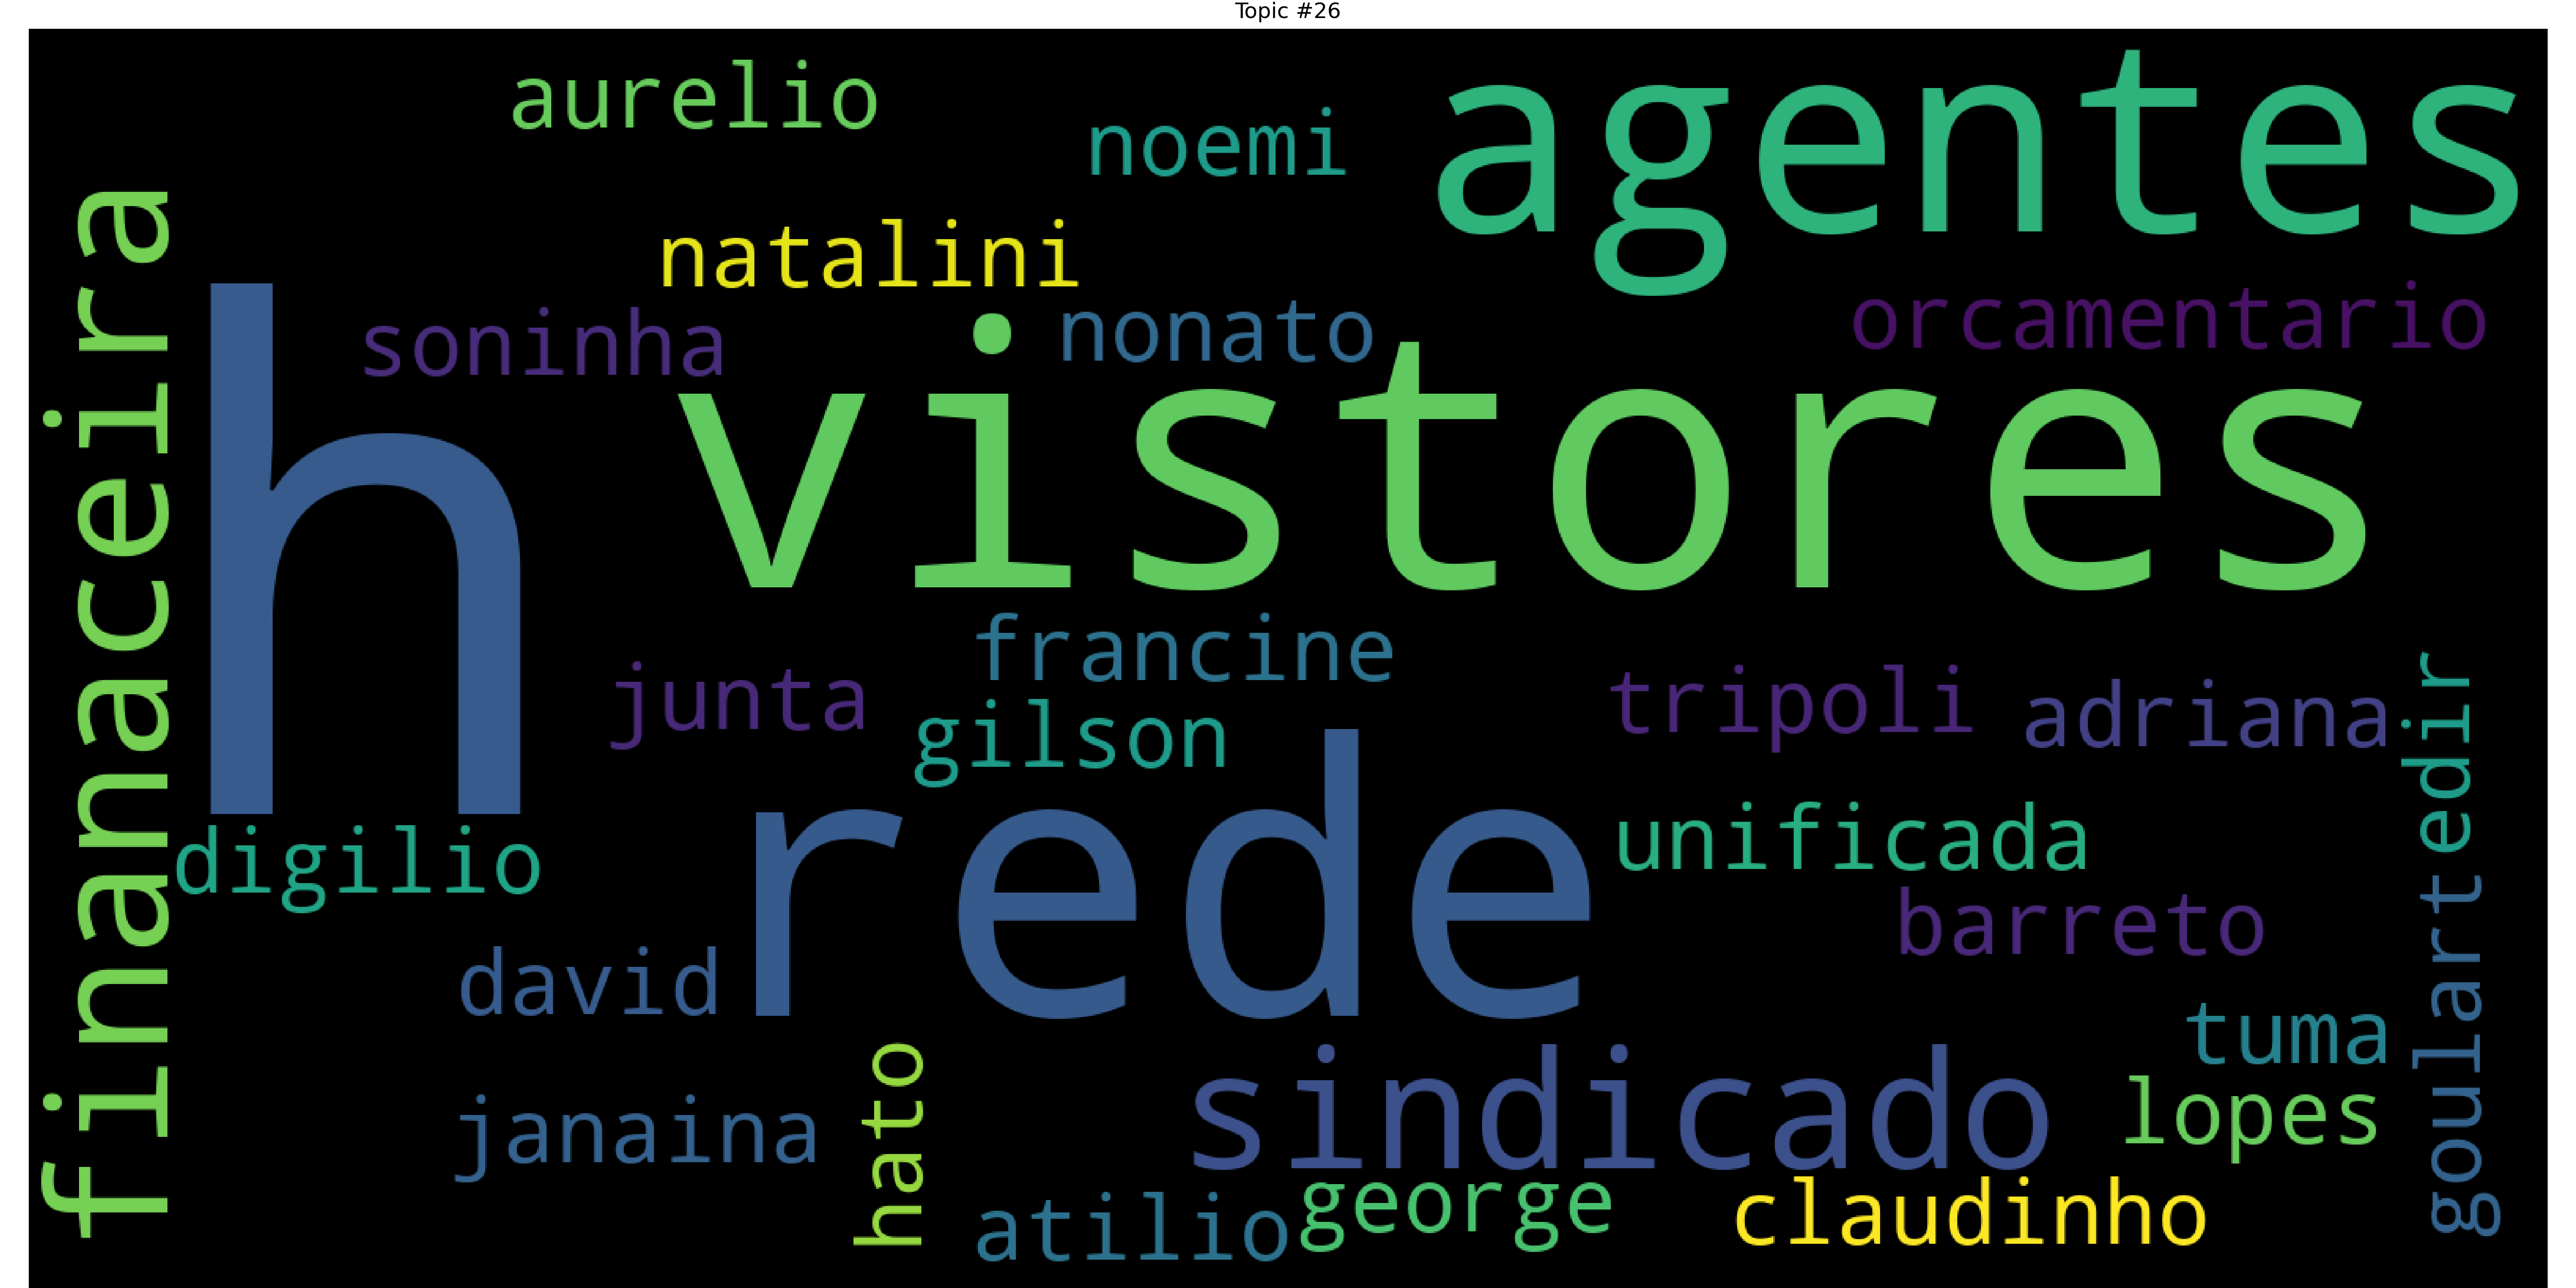 Topic #26
aurelio
noemi
agentes
natalini
soninha
nonato
orcamentario
financeira
h
vistores
francine
junta
gilson
tripoli
adriana
edir
rede
digilio
unificada
barreto
david
goulart
tuma
sindicado
lopes
janaina
hato
atilio
george
claudinho